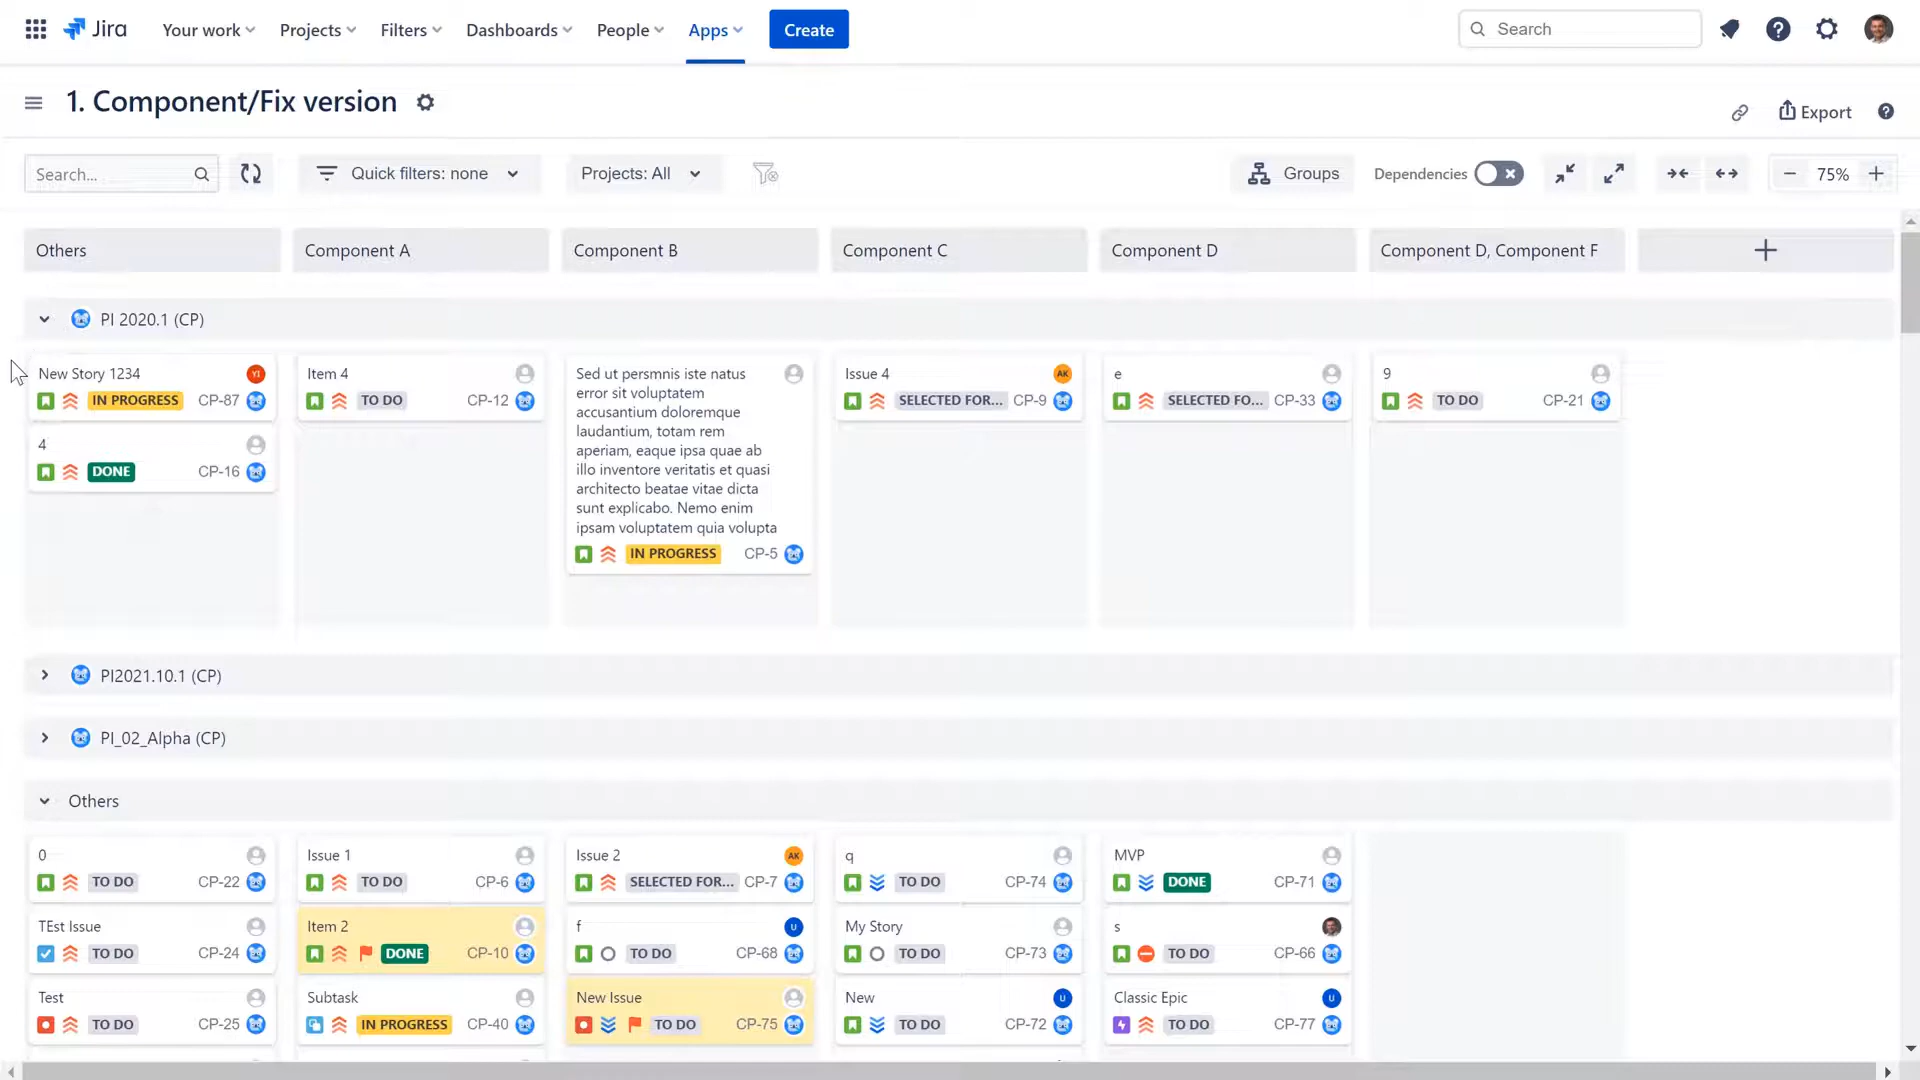 Jira
Your work
Projects
Filters
Dashboards
People
Apps
Create
Search
1. Component/Fix version
Export
Search...
Quick filters: none
Projects: All
Groups
Dependencies
75%
Others
Component A
Component B
Component C
Component D
Component D, Component F
PI 2020.1 (CP)
New Story 1234
YI
IN PROGRESS
CP-87
4
DONE
CP-16
Item 4
TO DO
CP-12
Sed ut persmnis iste natus
error sit voluptatem
accusantium doloremque
laudantium, totam rem
aperiam, eaque ipsa quae ab
illo inventore veritatis et quasi
architecto beatae vitae dicta
sunt explicabo. Nemo enim
ipsam voluptatem quia volupta
IN PROGRESS
CP-5
Issue 4
AK
SELECTED FOR...
CP-9
e
SELECTED FO...
CP-33
9
TO DO
CP-21
PI2021.10.1 (CP)
PI_02_Alpha (CP)
Others
0
TO DO
CP-22
TEst Issue
TO DO
CP-24
Test
TO DO
CP-25
Issue 1
TO DO
CP-6
Item 2
DONE
CP-10
Subtask
IN PROGRESS
CP-40
Issue 2
AK
SELECTED FOR...
CP-7
f
U
TO DO
CP-68
New Issue
TO DO
CP-75
q
TO DO
CP-74
My Story
TO DO
CP-73
New
U
TO DO
CP-72
MVP
DONE
CP-71
s
TO DO
CP-66
Classic Epic
U
TO DO
CP-77